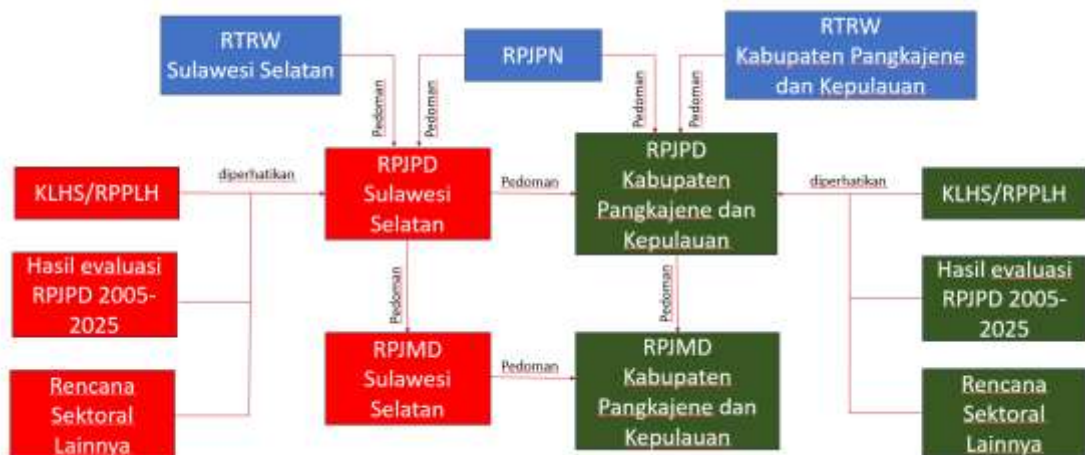 RTRW
Sulawesi Selatan
RPJPN
RTRW
Kabupaten Pangkajene
dan Kepulauan
Pedoman
Pedoman
Pedoman
Pedoman
KLHS/RPPLH
diperhatikan
RPJPD
Sulawesi
Selatan
Pedoman
RPJPD
Kabupaten
Pangkajene dan
Kepulauan
diperhatikan
KLHS/RPPLH
Hasil evaluasi
RPJPD 2005-
2025
Pedoman
Pedoman
Hasil evaluasi
RPJPD 2005-
2025
Rencana
Sektoral
Lainnya
RPJMD
Sulawesi
Selatan
Pedoman
RPJMD
Kabupaten
Pangkajene dan
Kepulauan
Rencana
Sektoral
Lainnya